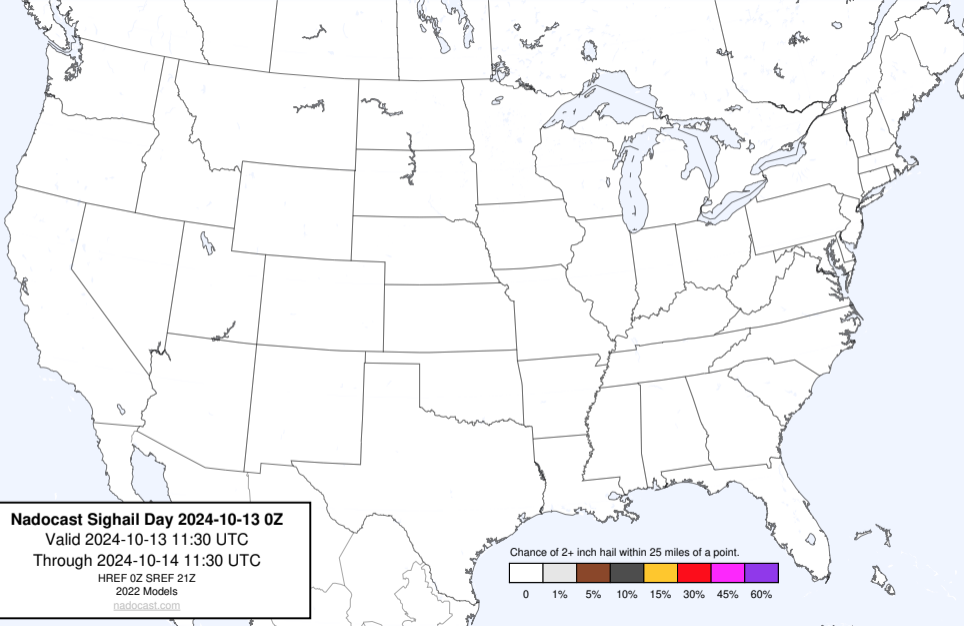 Nadocast Sighail Day 2024-10-13 0Z
Valid 2024-10-13 11:30 UTC
Through 2024-10-14 11:30 UTC
HREF 0Z SREF 21Z
2022 Models
nadocast.com
Chance of 2+ inch hail within 25 miles of a point.
0 1% 5% 10% 15% 30% 45% 60%